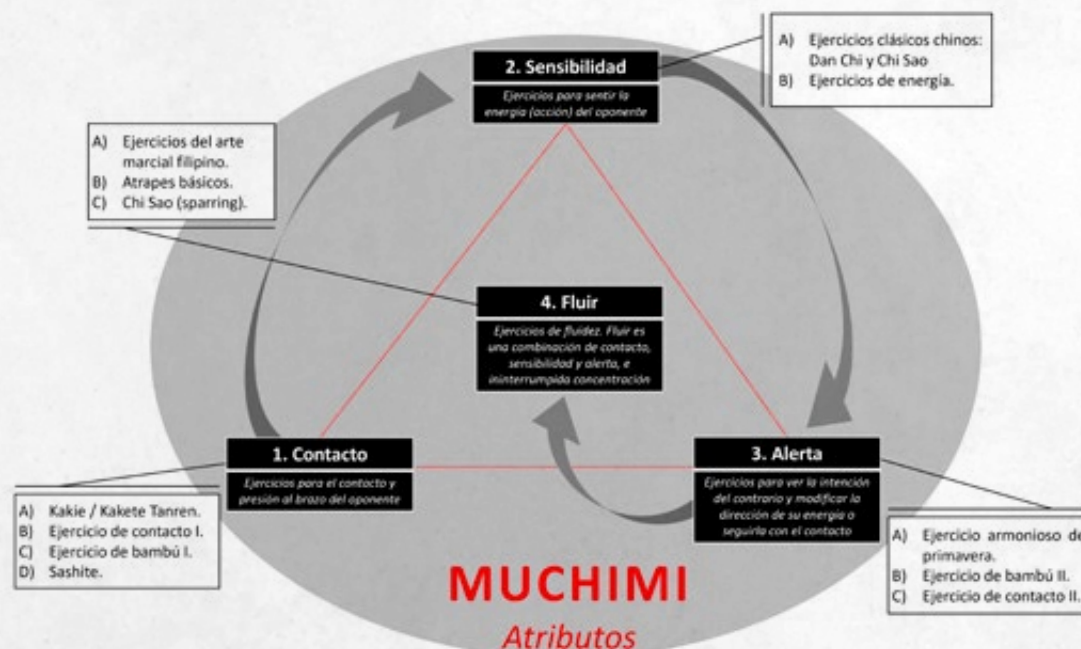 2. Sensibilidad
Ejercicios para sentir la
energía (acción) del oponente
A) Ejercicios clásicos chinos:
Dan Chi y Chi Sao
B) Ejercicios de energía.
A) Ejercicios del arte
marcial filipino.
B) Atrapes básicos.
C) Chi Sao (sparring).
4. Fluir
Ejercicios de fluidez. Fluir es
una combinación de contacto,
sensibilidad y alerta, e
ininterrumpida concentración
1. Contacto
Ejercicios para el contacto y
presión al brazo del oponente
3. Alerta
Ejercicios para ver la intención
del contrario y modificar la
dirección de su energía o
seguirla con el contacto
A) Kakie / Kakete Tanren.
B) Ejercicio de contacto I.
C) Ejercicio de bambú I.
D) Sashite.
A) Ejercicio armonioso de
primavera.
B) Ejercicio de bambú II.
C) Ejercicio de contacto II.
MUCHIMI
Atributos